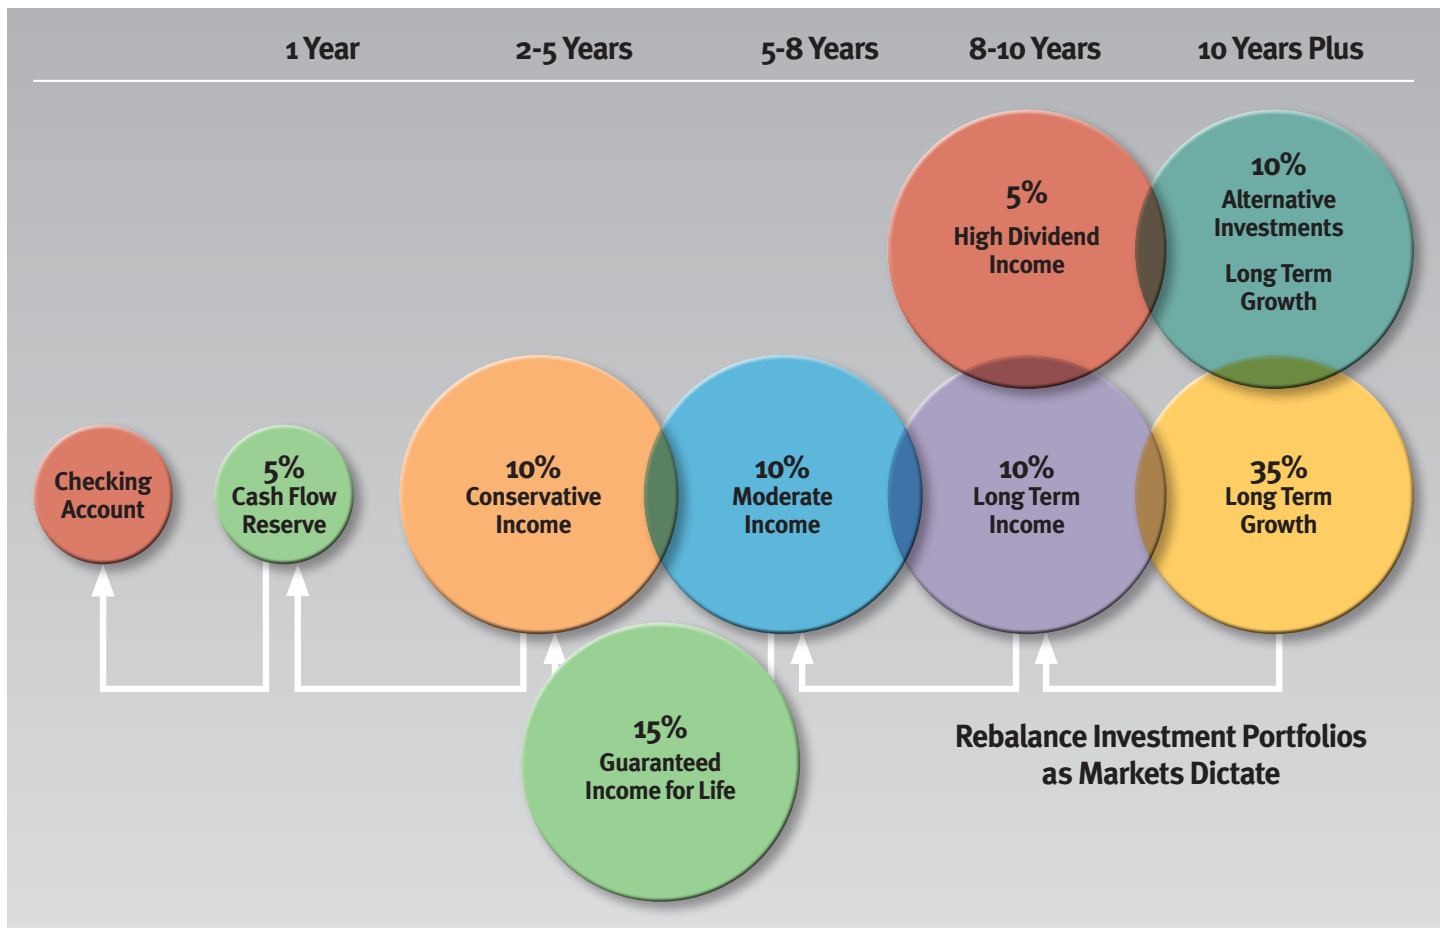 1 Year
2-5 Years
5-8 Years
8-10 Years
10 Years Plus
5%
High Dividend
Income
10%
Alternative
Investments
Long Term
Growth
Checking
Account
5%
Cash Flow
Reserve
10%
Conservative
Income
10%
Moderate
Income
10%
Long Term
Income
35%
Long Term
Growth
15%
Guaranteed
Income for Life
Rebalance Investment Portfolios
as Markets Dictate